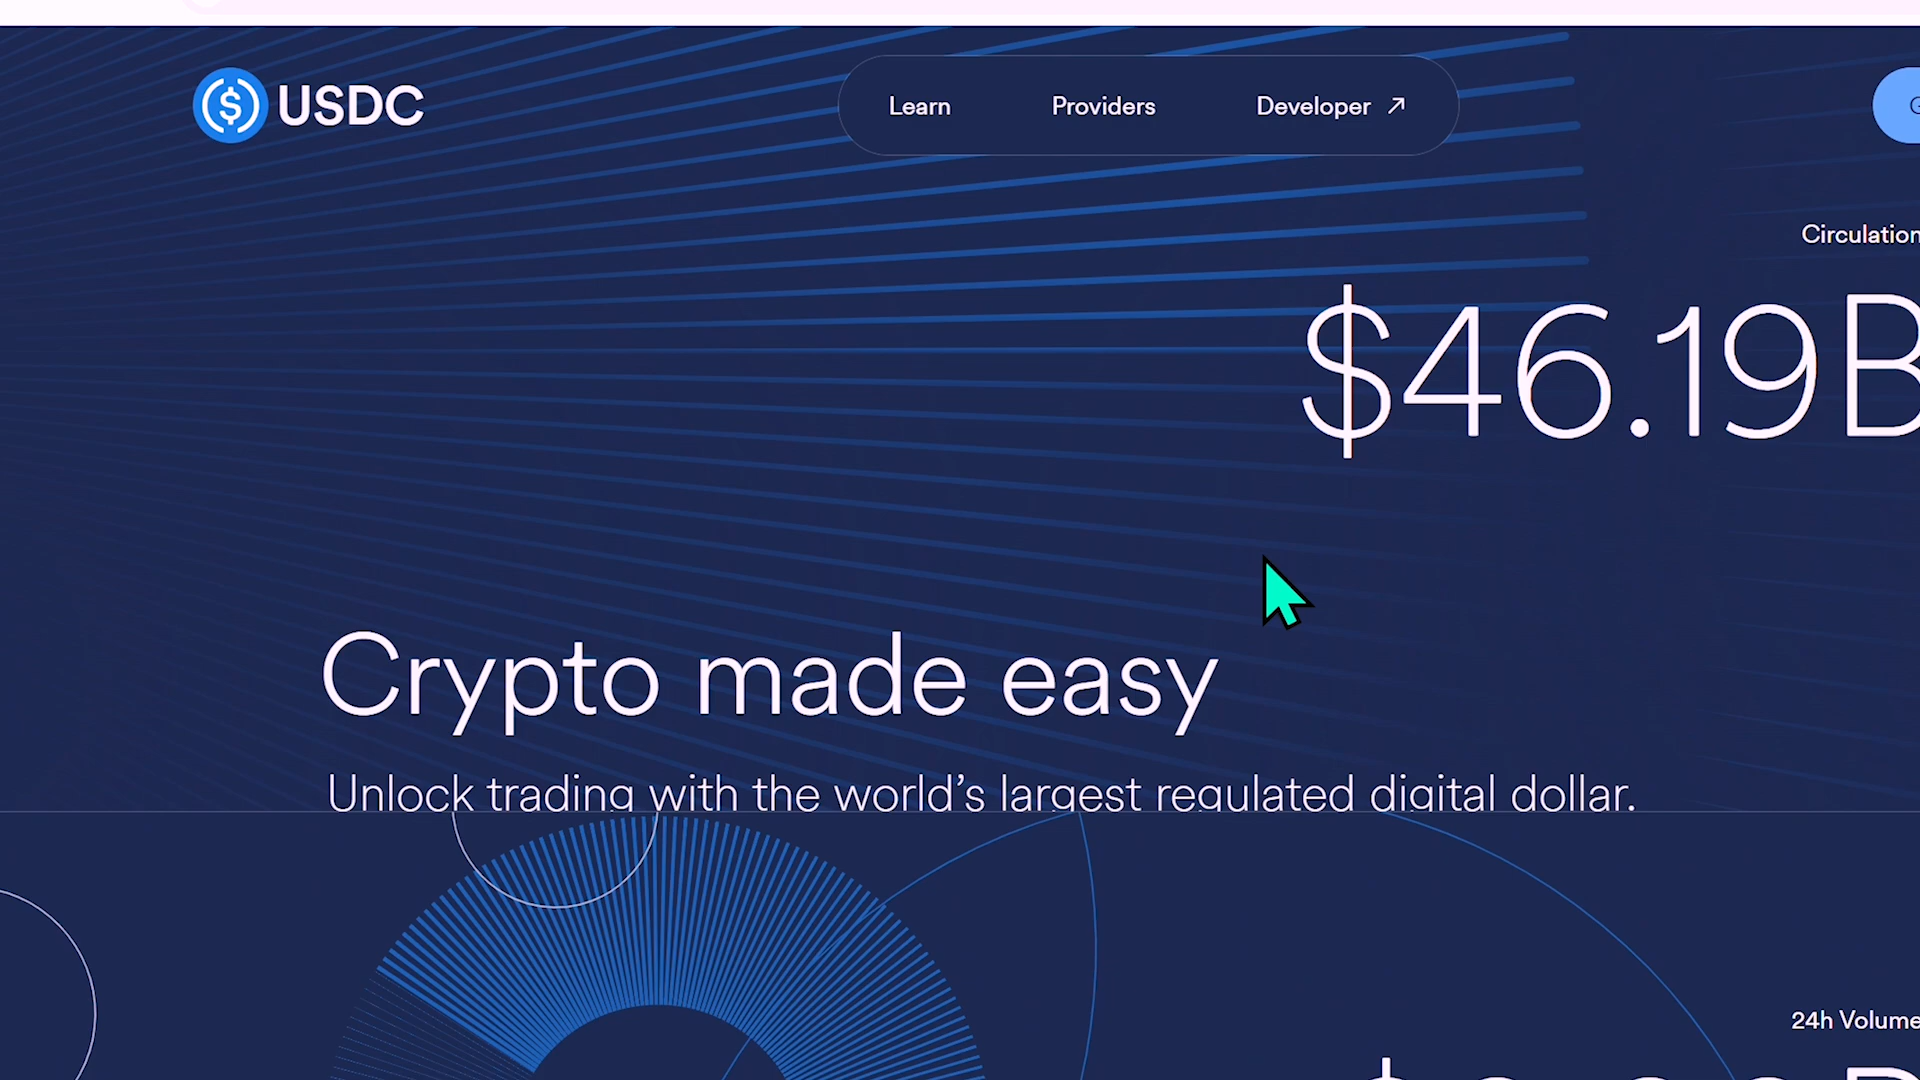 USDC
Learn
Providers
Developer ↗
Circulation
$46.19B
Crypto made easy
Unlock trading with the world's largest regulated digital dollar.
24h Volume